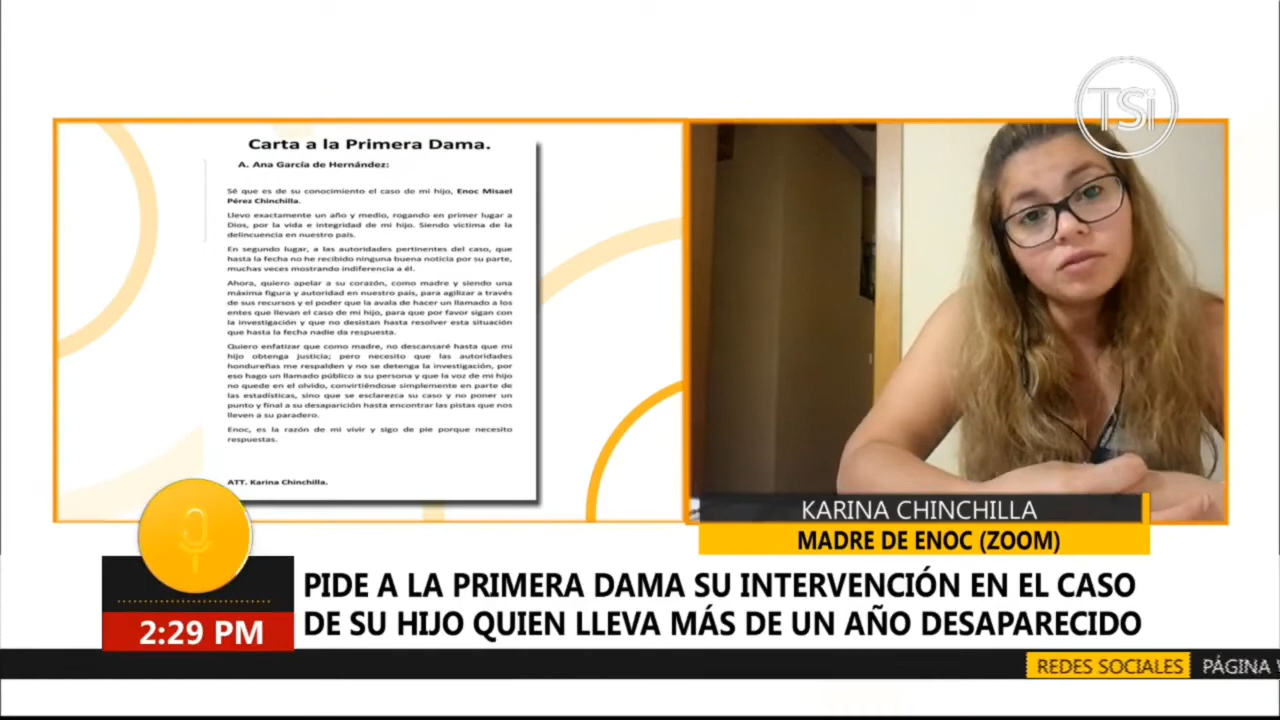 TSi
Carta a la Primera Dama.
A. Ana García de Hernández:
Sé que es de su conocimiento el caso de mi hijo, Enoc Misael
Pérez Chinchilla.
Llevo exactamente un año y medio, rogando en primer lugar a
Dios, por la vida e integridad de mi hijo. Siendo victima de la
delincuencia en nuestro país.
En segundo lugar, a las autoridades pertinentes del caso, que
hasta la fecha no he recibido ninguna buena noticia por su parte,
muchas veces mostrando indiferencia a él.
Ahora, quiero apelar a su corazón, como madre y siendo una
máxima figura y autoridad en nuestro país, para agilizar a través
de sus recursos y el poder que la avala de hacer un llamado a los
entes que llevan el caso de mi hijo, para que por favor sigan con
la investigación y que no desistan hasta resolver esta situación
que hasta la fecha nadie da respuesta.
Quiero enfatizar que como madre, no descansaré hasta que mi
hijo obtenga justicia; pero necesito que las autoridades
hondureñas me respalden y no se detenga la investigación, por
eso hago un llamado público a su persona y que la voz de mi hijo
no quede en el olvido, convirtiéndose simplemente en parte de
las estadísticas, sino que se esclarezca su caso y no poner un
punto y final a su desaparición hasta encontrar las pistas que nos
lleven a su paradero.
Enoc, es la razón de mi vivir y sigo de pie porque necesito
respuestas.
ATT. Karina Chinchilla.
KARINA CHINCHILLA
MADRE DE ENOC (ZOOM)
PIDE A LA PRIMERA DAMA SU INTERVENCIÓN EN EL CASO
DE SU HIJO QUIEN LLEVA MÁS DE UN AÑO DESAPARECIDO
2:29 PM
REDES SOCIALES PÁGINA